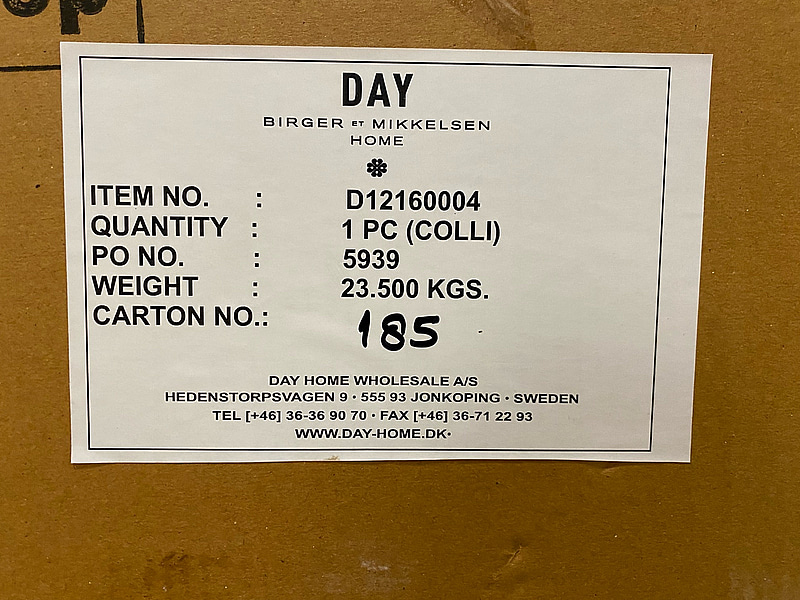 DAY
BIRGER ET MIKKELSEN
HOME
ITEM NO. : D12160004
QUANTITY : 1 PC (COLLI)
PO NO. : 5939
WEIGHT : 23.500 KGS.
CARTON NO.: 185
DAY HOME WHOLESALE A/S
HEDENSTORPSVAGEN 9 · 555 93 JONKOPING · SWEDEN
TEL [+46] 36-36 90 70 · FAX [+46] 36-71 22 93
WWW.DAY-HOME.DK·